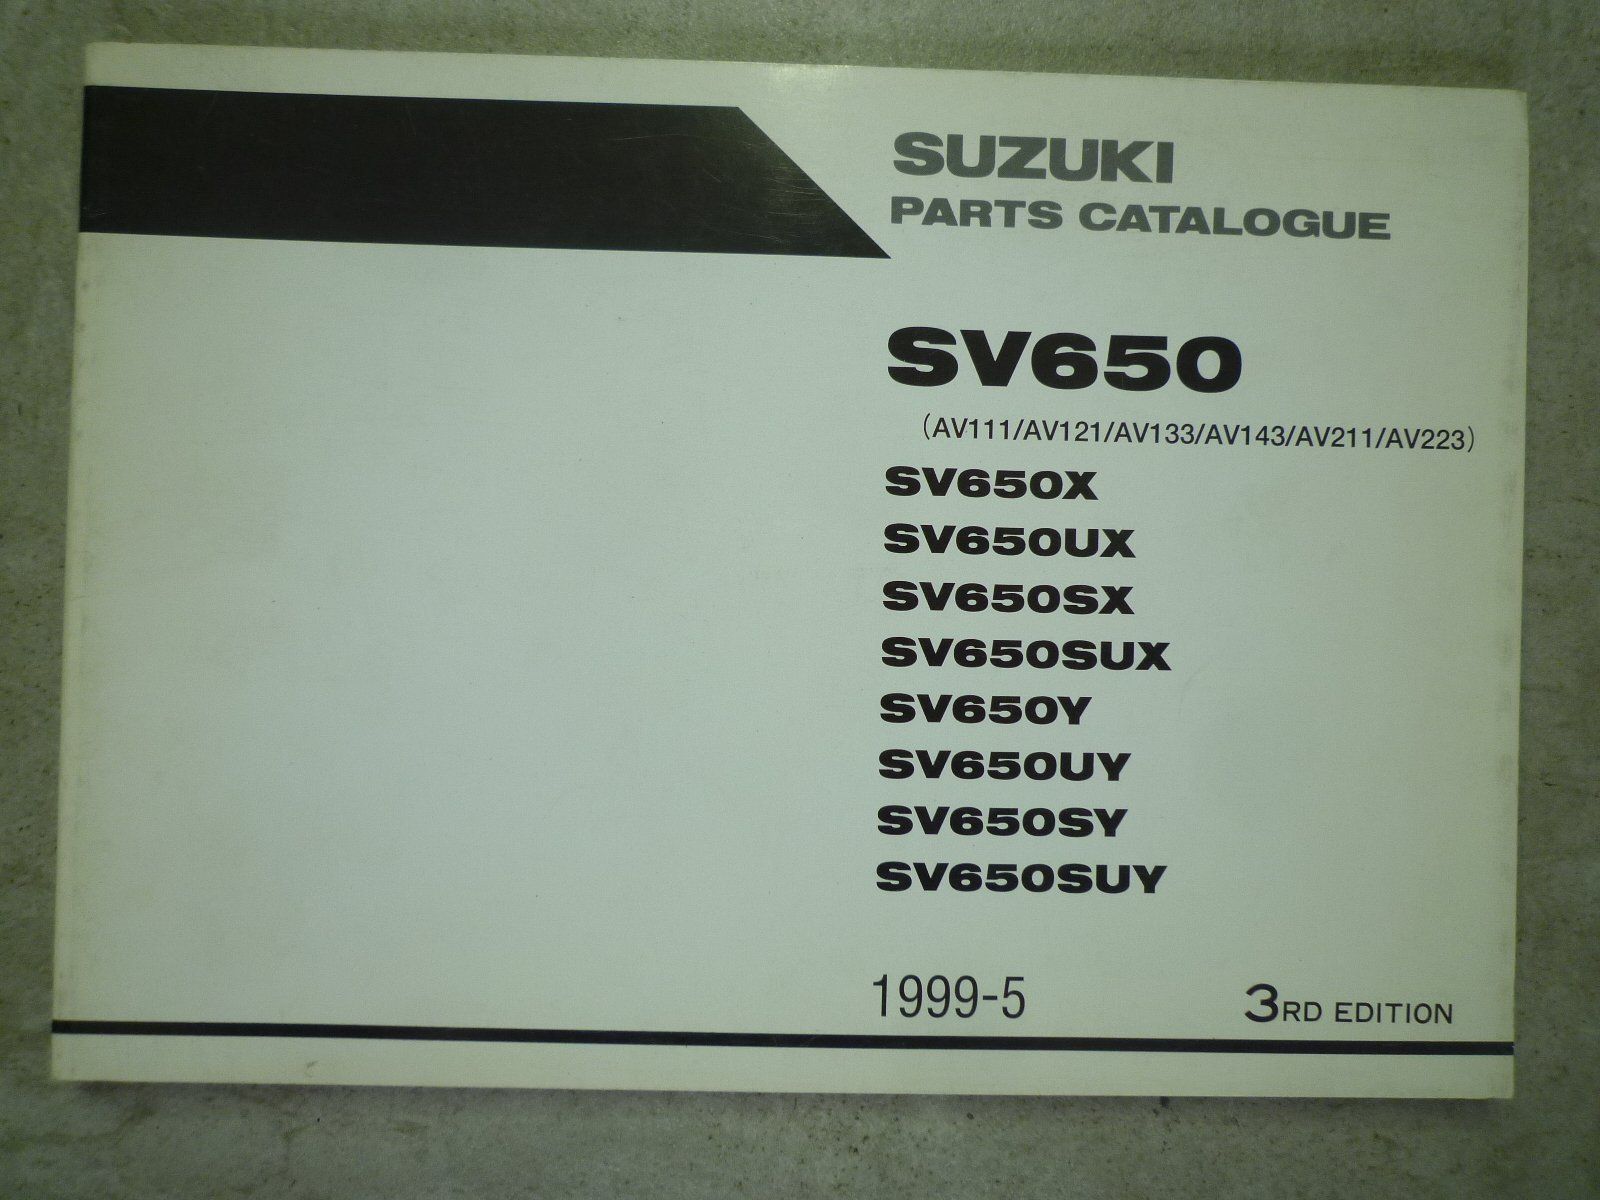 SUZUKI
PARTS CATALOGUE
SV650
(AV111/AV121/AV133/AV143/AV211/AV223)
SV650X
SV650UX
SV650SX
SV650SUX
SV650Y
SV650UY
SV650SY
SV650SUY
1999-5 3RD EDITION